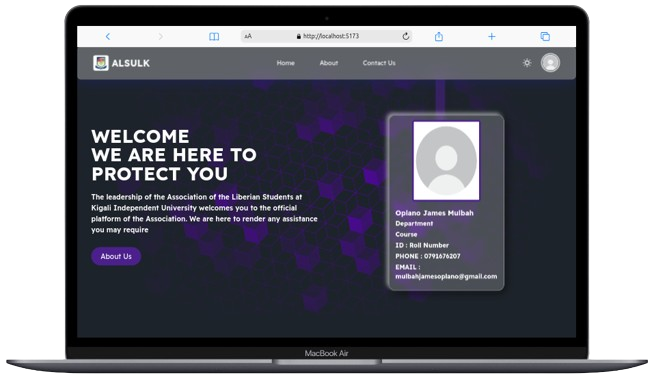 AA
http://localhost:5173
ALSULK
Home
About
Contact Us
WELCOME
WE ARE HERE TO
PROTECT YOU
The leadership of the Association of the Liberian Students at
Kigali Independent University welcomes you to the official
platform of the Association. We are here to render any assistance
you may require
About Us
Oplano James Mulbah
Department
Course
ID : Roll Number
PHONE : 0791676207
EMAIL :
mulbahjamesoplano@gmail.com
MacBook Air